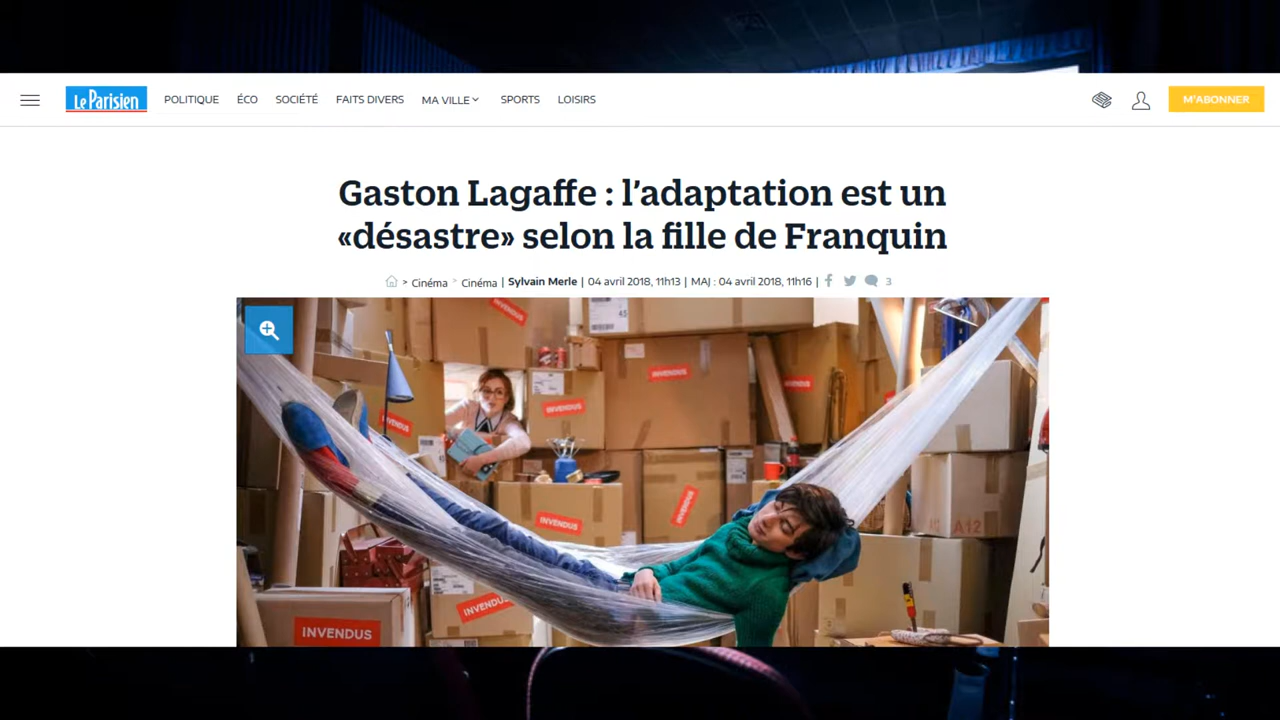 Le Parisien
POLITIQUE ÉCO SOCIÉTÉ FAITS DIVERS MA VILLE SPORTS LOISIRS
M'ABONNER
Gaston Lagaffe : l'adaptation est un
«désastre» selon la fille de Franquin
> Cinéma > Cinéma | Sylvain Merle | 04 avril 2018, 11h13 | MAJ : 04 avril 2018, 11h16 | 3
INVENDUS
45
INVENDUS
INVENDUS
INVENDUS
INVENDUS
INVENDUS
INVENDUS
A12
INVENDUS
INVENDUS